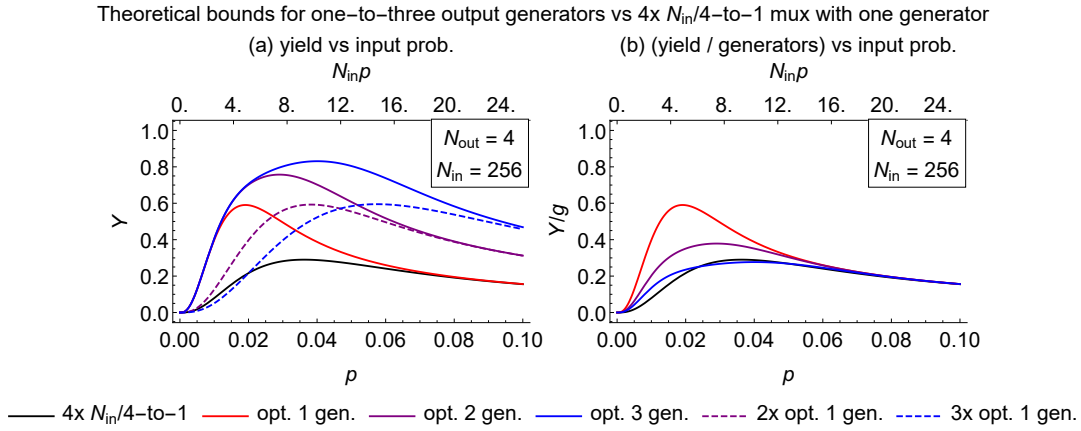 Theoretical bounds for one−to−three output generators vs 4x Nin/4−to−1 mux with one generator
(a) yield vs input prob.
Nin p
0. 4. 8. 12. 16. 20. 24.
Nout = 4
Nin = 256
1.0
0.8
0.6
0.4
0.2
0.0
Y
0.00 0.02 0.04 0.06 0.08 0.10
p
(b) (yield / generators) vs input prob.
Nin p
0. 4. 8. 12. 16. 20. 24.
Nout = 4
Nin = 256
1.0
0.8
0.6
0.4
0.2
0.0
Y/g
0.00 0.02 0.04 0.06 0.08 0.10
p
4x Nin/4−to−1 opt. 1 gen. opt. 2 gen. opt. 3 gen. 2x opt. 1 gen. 3x opt. 1 gen.